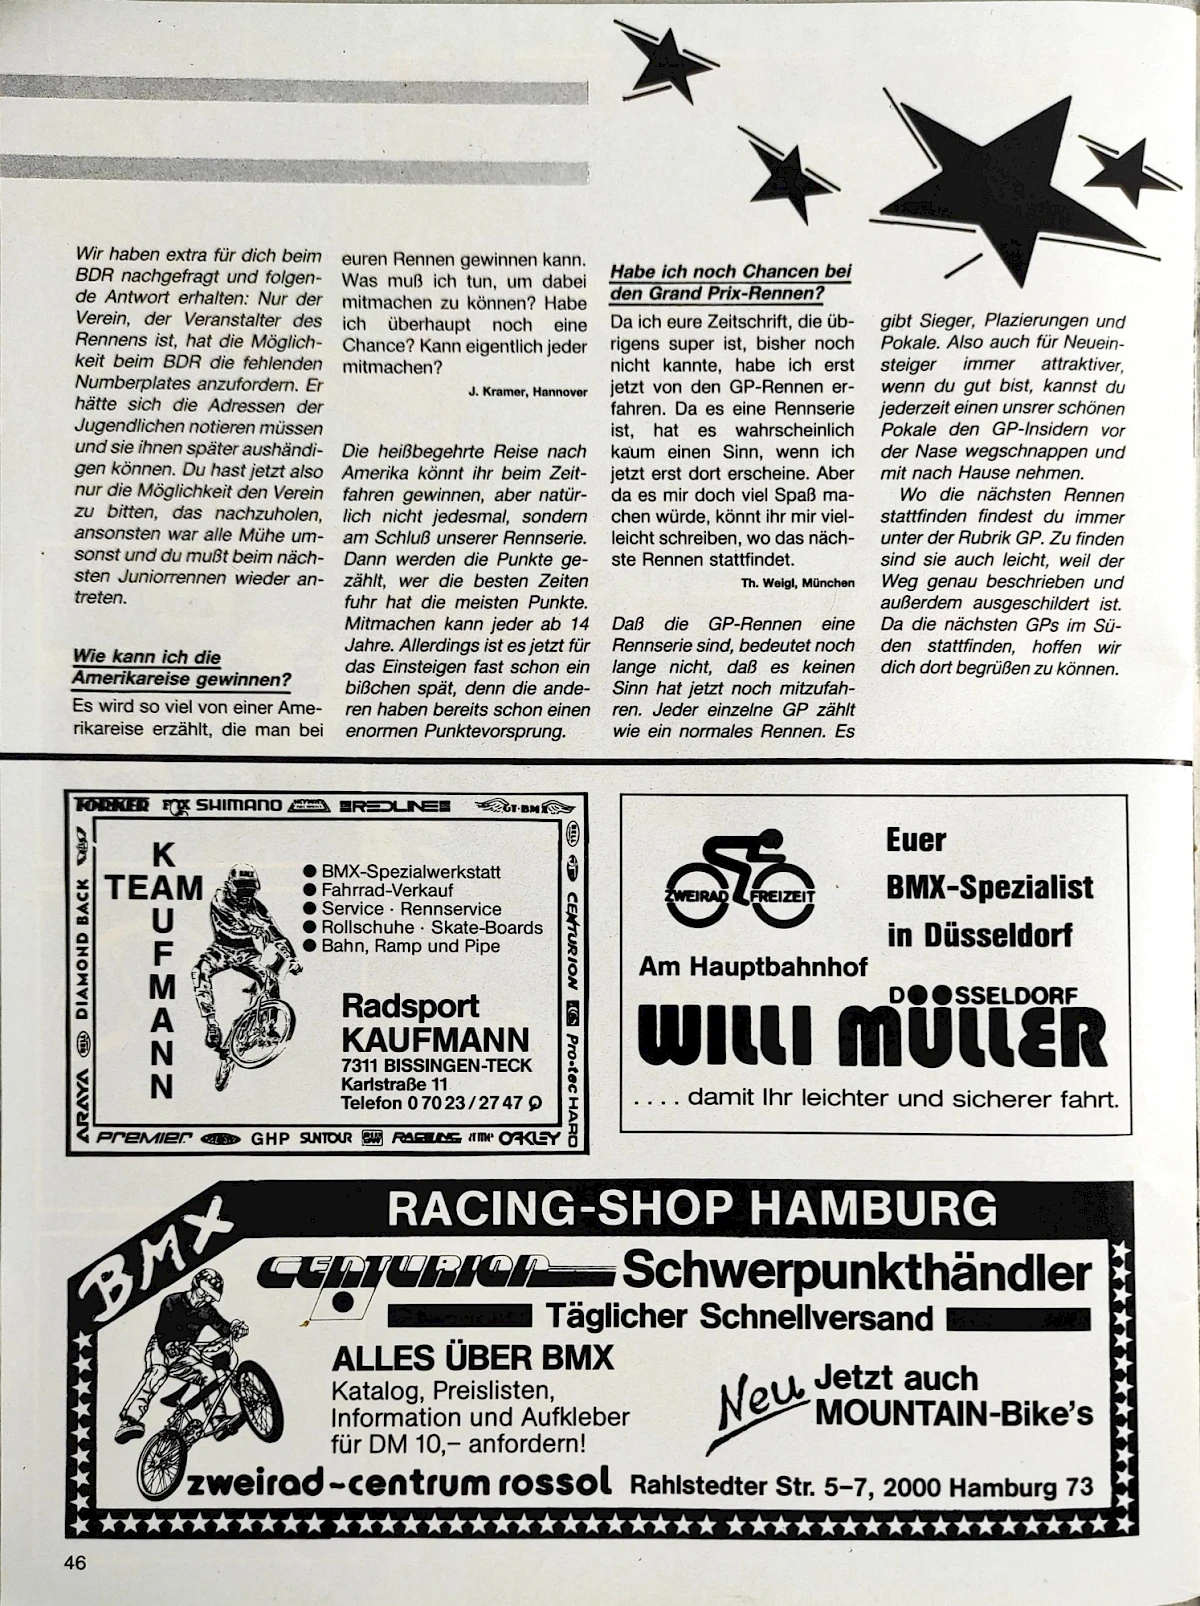 Wir haben extra für dich beim
BDR nachgefragt und folgen-
de Antwort erhalten: Nur der
Verein, der Veranstalter des
Rennens ist, hat die Möglich-
keit beim BDR die fehlenden
Numberplates anzufordern. Er
hätte sich die Adressen der
Jugendlichen notieren müssen
und sie ihnen später aushändi-
gen können. Du hast jetzt also
nur die Möglichkeit den Verein
zu bitten, das nachzuholen,
ansonsten war alle Mühe um-
sonst und du mußt beim näch-
sten Juniorrennen wieder an-
treten.
Wie kann ich die
Amerikareise gewinnen?
Es wird so viel von einer Ame-
rikareise erzählt, die man bei
euren Rennen gewinnen kann.
Was muß ich tun, um dabei
mitmachen zu können? Habe
ich überhaupt noch eine
Chance? Kann eigentlich jeder
mitmachen?
J. Kramer, Hannover
Die heißbegehrte Reise nach
Amerika könnt ihr beim Zeit-
fahren gewinnen, aber natür-
lich nicht jedesmal, sondern
am Schluß unserer Rennserie.
Dann werden die Punkte ge-
zählt, wer die besten Zeiten
fuhr hat die meisten Punkte.
Mitmachen kann jeder ab 14
Jahre. Allerdings ist es jetzt für
das Einsteigen fast schon ein
bißchen spät, denn die ande-
ren haben bereits schon einen
enormen Punktevorsprung.
Habe ich noch Chancen bei
den Grand Prix-Rennen?
Da ich eure Zeitschrift, die üb-
rigens super ist, bisher noch
nicht kannte, habe ich erst
jetzt von den GP-Rennen er-
fahren. Da es eine Rennserie
ist, hat es wahrscheinlich
kaum einen Sinn, wenn ich
jetzt erst dort erscheine. Aber
da es mir doch viel Spaß ma-
chen würde, könnt ihr mir viel-
leicht schreiben, wo das näch-
ste Rennen stattfindet.
Th. Weigl, München
Daß die GP-Rennen eine
Rennserie sind, bedeutet noch
lange nicht, daß es keinen
Sinn hat jetzt noch mitzufah-
ren. Jeder einzelne GP zählt
wie ein normales Rennen. Es
gibt Sieger, Plazierungen und
Pokale. Also auch für Neuein-
steiger immer attraktiver,
wenn du gut bist, kannst du
jederzeit einen unsrer schönen
Pokale den GP-Insidern vor
der Nase wegschnappen und
mit nach Hause nehmen.
Wo die nächsten Rennen
stattfinden findest du immer
unter der Rubrik GP. Zu finden
sind sie auch leicht, weil der
Weg genau beschrieben und
außerdem ausgeschildert ist.
Da die nächsten GPs im Sü-
den stattfinden, hoffen wir
dich dort begrüßen zu können.
TORKER FOX SHIMANO REDLINE GT·BMX
BELL
CENTURION
Pro·tec HARO
ARAYA
DIAMOND BACK
TEAM
KAUFMANN
● BMX-Spezialwerkstatt
● Fahrrad-Verkauf
● Service · Rennservice
● Rollschuhe · Skate-Boards
● Bahn, Ramp und Pipe
Radsport
KAUFMANN
7311 BISSINGEN-TECK
Karlstraße 11
Telefon 0 70 23 / 27 47
PREMIER GHP SUNTOUR RACELINE OAKLEY
ZWEIRAD FREIZEIT
Euer
BMX-Spezialist
in Düsseldorf
Am Hauptbahnhof
DÜSSELDORF
WILLI MÜLLER
.... damit Ihr leichter und sicherer fahrt.
BMX
RACING-SHOP HAMBURG
CENTURION Schwerpunkthändler
Täglicher Schnellversand
ALLES ÜBER BMX
Katalog, Preislisten,
Information und Aufkleber
für DM 10,– anfordern!
Neu Jetzt auch
MOUNTAIN-Bike's
zweirad-centrum rossol Rahlstedter Str. 5–7, 2000 Hamburg 73
46